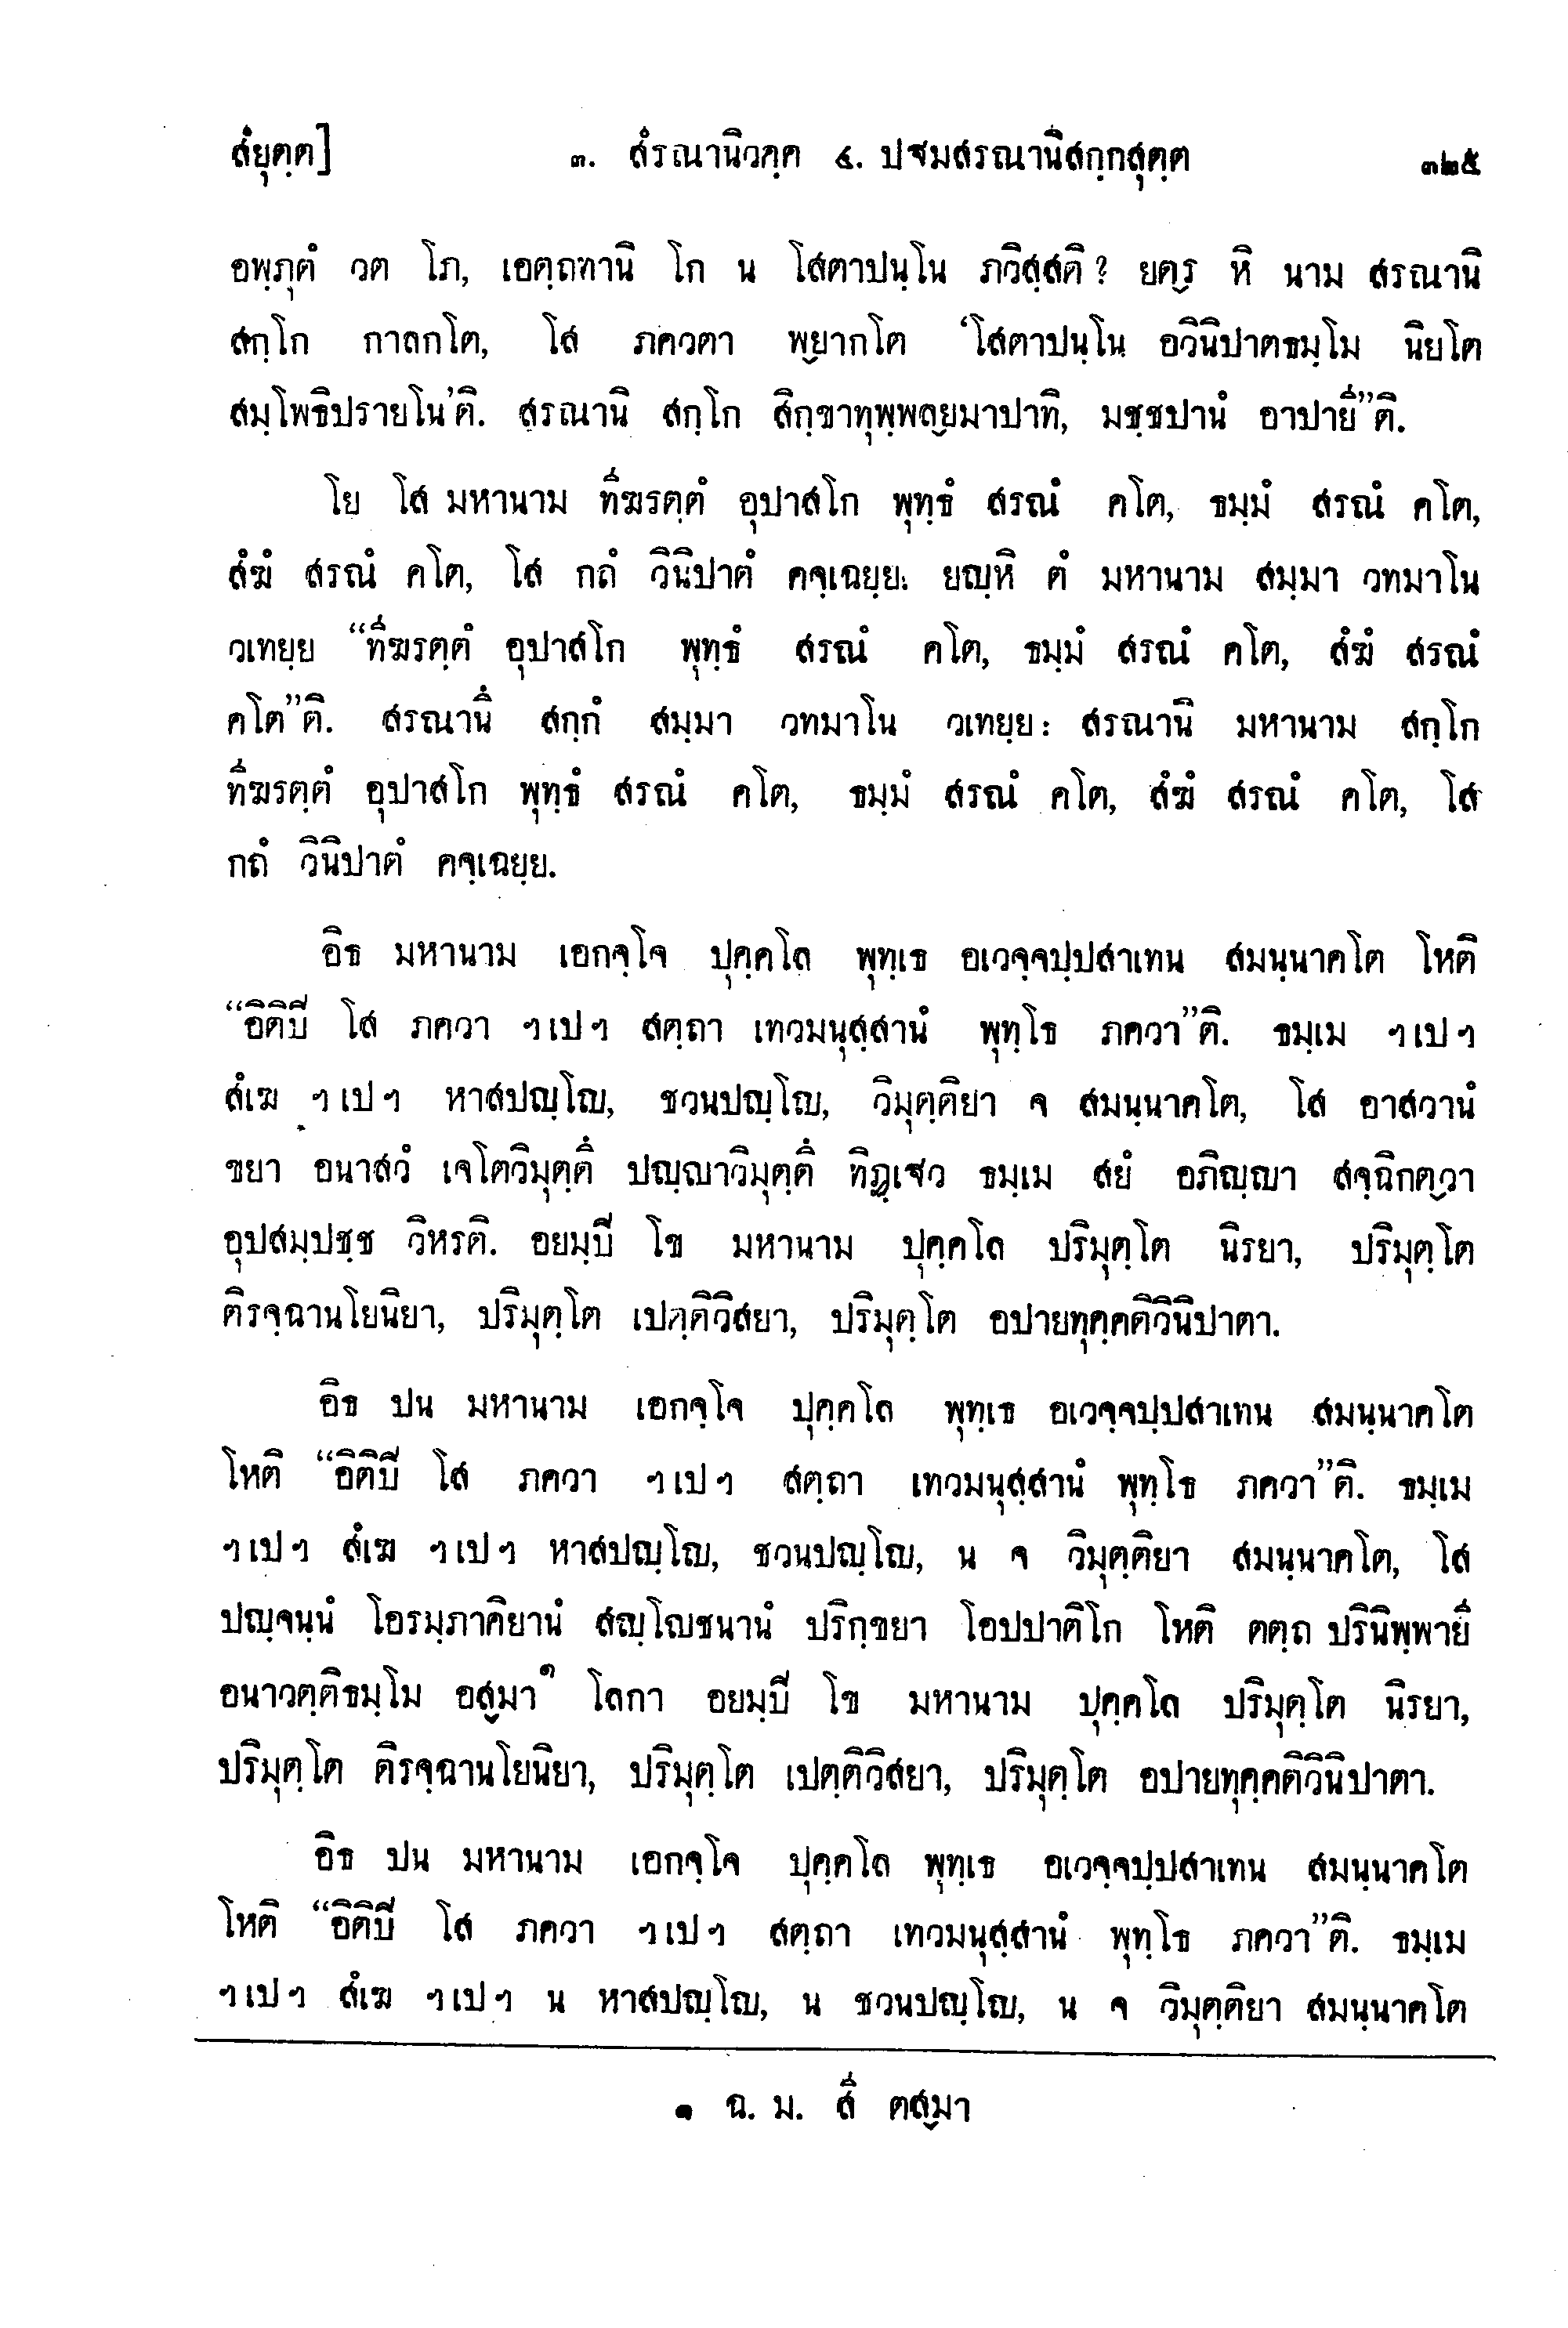 สํยุตฺต]	๓. สํรณานิวคฺค ๔. ปฐมสรณานิสกฺกสุตฺต	๓๒๕
อพฺภุตํ วต โภ, เอตฺถทานิ โก น โสตาปนฺโน ภวิสฺสติ? ยตฺร หิ นาม สรณานิ
สกฺโก กาลกโต, โส ภควตา พฺยากโต ‘โสตาปนฺโน อวินิปาตธมฺโม นิยโต
สมฺโพธิปรายโน’ติ. สรณานิ สกฺโก สิกฺขาทุพฺพลฺยมาปาทิ, มชฺชปานํ อาปายี”ติ.
โย โส มหานาม ทีฆรตฺตํ อุปาสโก พุทฺธํ สรณํ คโต, ธมฺมํ สรณํ คโต,
สํฆํ สรณํ คโต, โส กถํ วินิปาตํ คจฺเฉยฺย. ยญฺหิ ตํ มหานาม สมฺมา วทมาโน
วเทยฺย “ทีฆรตฺตํ อุปาสโก พุทฺธํ สรณํ คโต, ธมฺมํ สรณํ คโต, สํฆํ สรณํ
คโต”ติ. สรณานึ สกฺกํ สมฺมา วทมาโน วเทยฺย: สรณานิ มหานาม สกฺโก
ทีฆรตฺตํ อุปาสโก พุทฺธํ สรณํ คโต, ธมฺมํ สรณํ คโต, สํฆํ สรณํ คโต, โส
กถํ วินิปาตํ คจฺเฉยฺย.
อิธ มหานาม เอกจฺโจ ปุคฺคโล พุทฺเธ อเวจฺจปฺปสาเทน สมนฺนาคโต โหติ
“อิติปิ โส ภควา ฯเปฯ สตฺถา เทวมนุสฺสานํ พุทฺโธ ภควา”ติ. ธมฺเม ฯเปฯ
สํเฆ ฯเปฯ หาสปญฺโญ, ชวนปญฺโญ, วิมุตฺติยา จ สมนฺนาคโต, โส อาสวานํ
ขยา อนาสวํ เจโตวิมุตฺตึ ปญฺญาวิมุตฺตึ ทิฏฺเฐว ธมฺเม สยํ อภิญฺญา สจฺฉิกตฺวา
อุปสมฺปชฺช วิหรติ. อยมฺปิ โข มหานาม ปุคฺคโล ปริมุตฺโต นิรยา, ปริมุตฺโต
ติรจฺฉานโยนิยา, ปริมุตฺโต เปตฺติวิสยา, ปริมุตฺโต อปายทุคฺคติวินิปาตา.
อิธ ปน มหานาม เอกจฺโจ ปุคฺคโล พุทฺเธ อเวจฺจปฺปสาเทน สมนฺนาคโต
โหติ “อิติปิ โส ภควา ฯเปฯ สตฺถา เทวมนุสฺสานํ พุทฺโธ ภควา”ติ. ธมฺเม
ฯเปฯ สํเฆ ฯเปฯ หาสปญฺโญ, ชวนปญฺโญ, น จ วิมุตฺติยา สมนฺนาคโต, โส
ปญฺจนฺนํ โอรมฺภาคิยานํ สญฺโญชนานํ ปริกฺขยา โอปปาติโก โหติ ตตฺถ ปรินิพฺพายี
อนาวตฺติธมฺโม อสฺมา๑ โลกา อยมฺปิ โข มหานาม ปุคฺคโล ปริมุตฺโต นิรยา,
ปริมุตฺโต ติรจฺฉานโยนิยา, ปริมุตฺโต เปตฺติวิสยา, ปริมุตฺโต อปายทุคฺคติวินิปาตา.
อิธ ปน มหานาม เอกจฺโจ ปุคฺคโล พุทฺเธ อเวจฺจปฺปสาเทน สมนฺนาคโต
โหติ “อิติปิ โส ภควา ฯเปฯ สตฺถา เทวมนุสฺสานํ พุทฺโธ ภควา”ติ. ธมฺเม
ฯเปฯ สํเฆ ฯเปฯ น หาสปญฺโญ, น ชวนปญฺโญ, น จ วิมุตฺติยา สมนฺนาคโต
๑ ฉ. ม. สี ตสฺมา